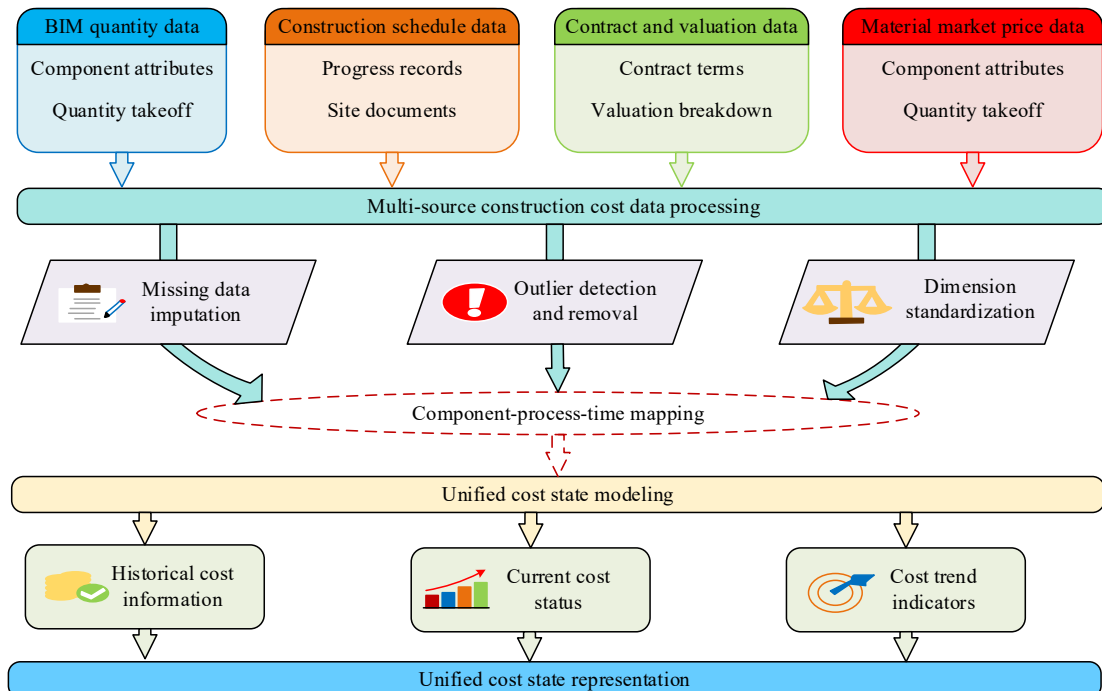 BIM quantity data
Component attributes
Quantity takeoff
Construction schedule data
Progress records
Site documents
Contract and valuation data
Contract terms
Valuation breakdown
Material market price data
Component attributes
Quantity takeoff
Multi-source construction cost data processing
Missing data
imputation
Outlier detection
and removal
Dimension
standardization
Component-process-time mapping
Unified cost state modeling
Historical cost
information
Current cost
status
Cost trend
indicators
Unified cost state representation